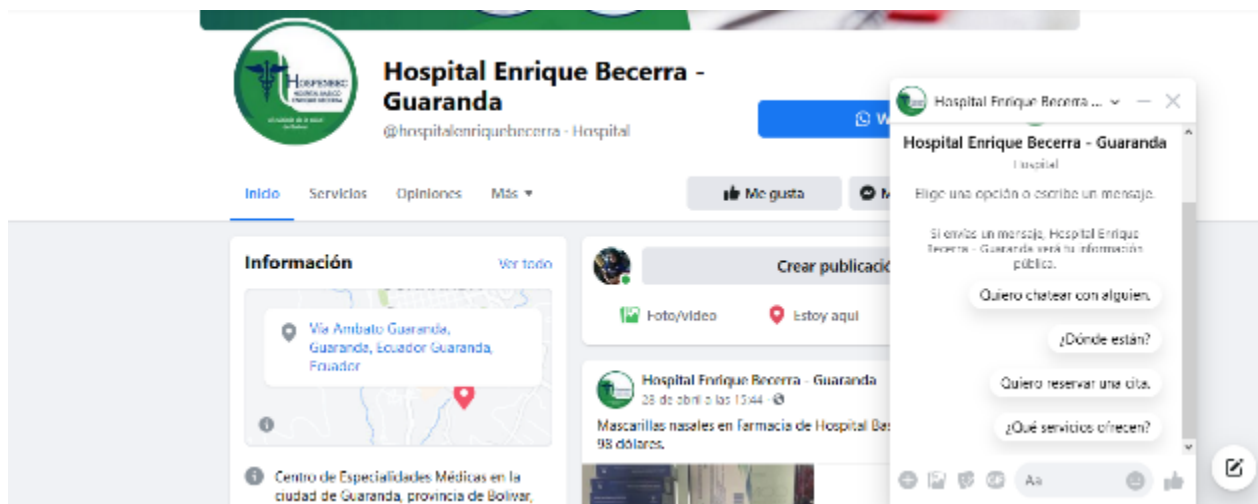 HOSPENBEC
HOSPITAL BASICO
ENRIQUE BECERRA
Hospital Enrique Becerra -
Guaranda
@hospitalenriquebecerra · Hospital
W
Inicio
Servicios
Opiniones
Más
Me gusta
M
Información
Ver todo
Vía Ambato Guaranda,
Guaranda, Ecuador Guaranda,
Ecuador
Centro de Especialidades Médicas en la
ciudad de Guaranda, provincia de Bolívar,
Crear publicació
Foto/video
Estoy aquí
Hospital Enrique Becerra - Guaranda
28 de abril a las 15:44
Mascarillas nasales en Farmacia de Hospital Bas
98 dólares.
Hospital Enrique Becerra ...
Hospital Enrique Becerra - Guaranda
Hospital
Elige una opción o escribe un mensaje.
Si envías un mensaje, Hospital Enrique
Becerra - Guaranda verá tu información
pública.
Quiero chatear con alguien.
¿Dónde están?
Quiero reservar una cita.
¿Qué servicios ofrecen?
Aa